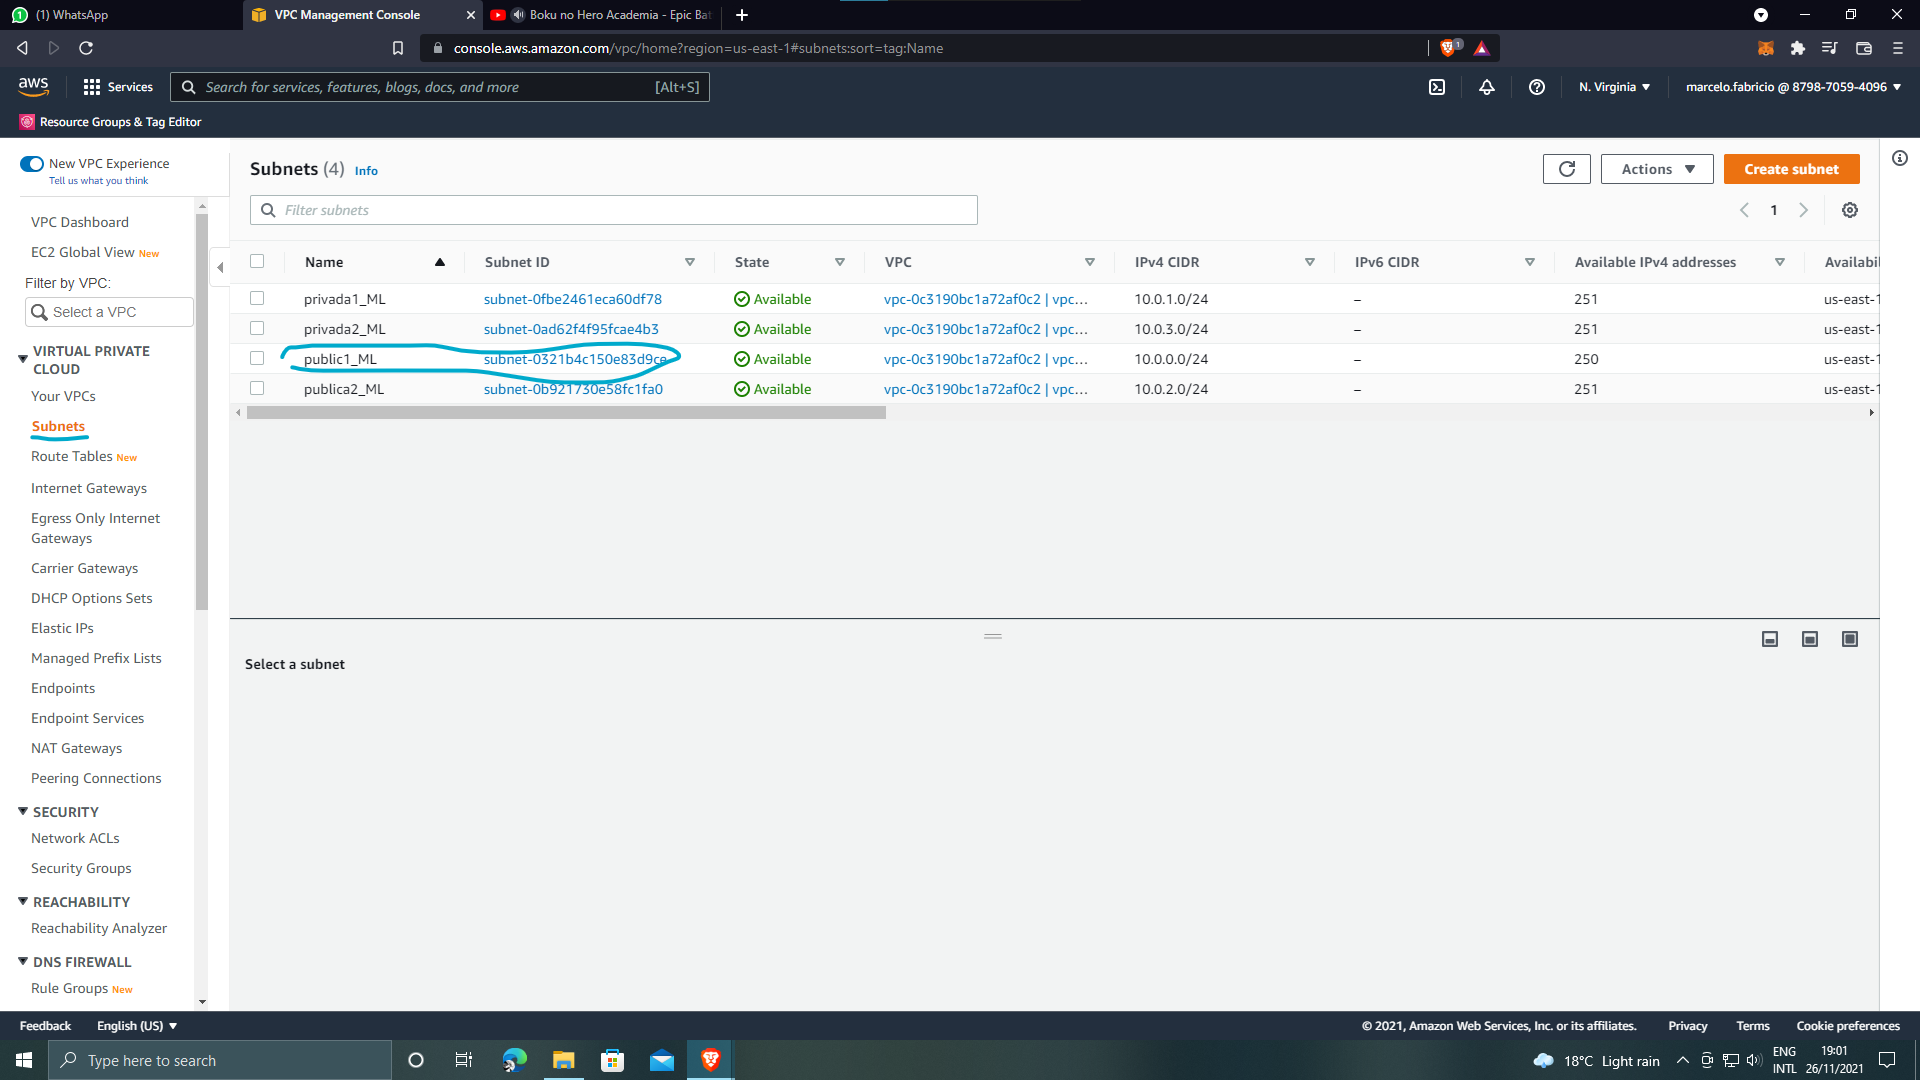 (1) WhatsApp
VPC Management Console
Boku no Hero Academia - Epic Bat
console.aws.amazon.com/vpc/home?region=us-east-1#subnets:sort=tag:Name
1
aws
Services
Search for services, features, blogs, docs, and more
[Alt+S]
N. Virginia
marcelo.fabricio @ 8798-7059-4096
Resource Groups & Tag Editor
New VPC Experience
Tell us what you think
VPC Dashboard
EC2 Global View New
Filter by VPC:
Select a VPC
VIRTUAL PRIVATE
CLOUD
Your VPCs
Subnets
Route Tables New
Internet Gateways
Egress Only Internet
Gateways
Carrier Gateways
DHCP Options Sets
Elastic IPs
Managed Prefix Lists
Endpoints
Endpoint Services
NAT Gateways
Peering Connections
SECURITY
Network ACLs
Security Groups
REACHABILITY
Reachability Analyzer
DNS FIREWALL
Rule Groups New
Subnets (4) Info
Actions
Create subnet
Filter subnets
1
Name Subnet ID State VPC IPv4 CIDR IPv6 CIDR Available IPv4 addresses Availabil
privada1_ML subnet-0fbe2461eca60df78 Available vpc-0c3190bc1a72af0c2 | vpc... 10.0.1.0/24 – 251 us-east-1
privada2_ML subnet-0ad62f4f95fcae4b3 Available vpc-0c3190bc1a72af0c2 | vpc... 10.0.3.0/24 – 251 us-east-1
public1_ML subnet-0321b4c150e83d9ce Available vpc-0c3190bc1a72af0c2 | vpc... 10.0.0.0/24 – 250 us-east-1
publica2_ML subnet-0b921730e58fc1fa0 Available vpc-0c3190bc1a72af0c2 | vpc... 10.0.2.0/24 – 251 us-east-1
Select a subnet
Feedback
English (US)
© 2021, Amazon Web Services, Inc. or its affiliates.
Privacy
Terms
Cookie preferences
Type here to search
18°C Light rain
ENG
INTL
19:01
26/11/2021